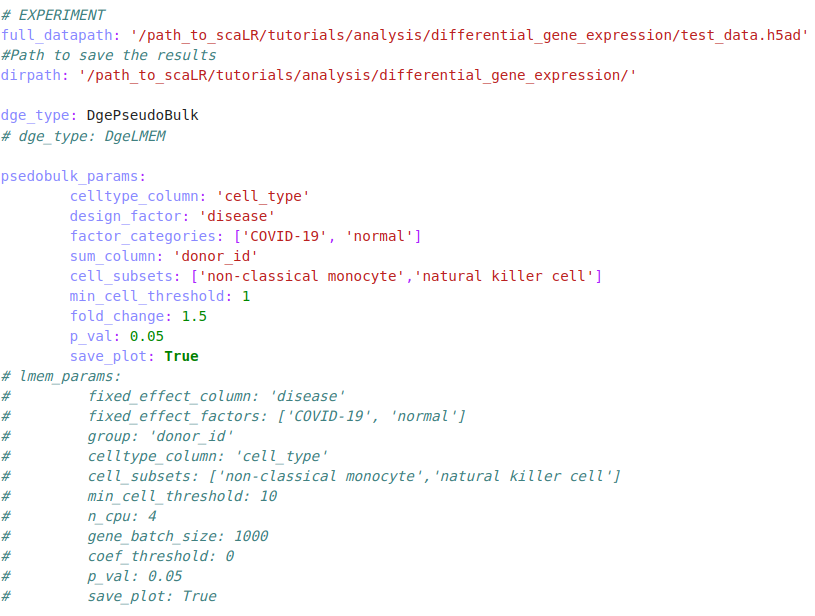 # EXPERIMENT
full_datapath: '/path_to_scaLR/tutorials/analysis/differential_gene_expression/test_data.h5ad'
#Path to save the results
dirpath: '/path_to_scaLR/tutorials/analysis/differential_gene_expression/'
dge_type: DgePseudoBulk
# dge_type: DgeLMEM
psedobulk_params:
        celltype_column: 'cell_type'
        design_factor: 'disease'
        factor_categories: ['COVID-19', 'normal']
        sum_column: 'donor_id'
        cell_subsets: ['non-classical monocyte','natural killer cell']
        min_cell_threshold: 1
        fold_change: 1.5
        p_val: 0.05
        save_plot: True
# lmem_params:
#         fixed_effect_column: 'disease'
#         fixed_effect_factors: ['COVID-19', 'normal']
#         group: 'donor_id'
#         celltype_column: 'cell_type'
#         cell_subsets: ['non-classical monocyte','natural killer cell']
#         min_cell_threshold: 10
#         n_cpu: 4
#         gene_batch_size: 1000
#         coef_threshold: 0
#         p_val: 0.05
#         save_plot: True